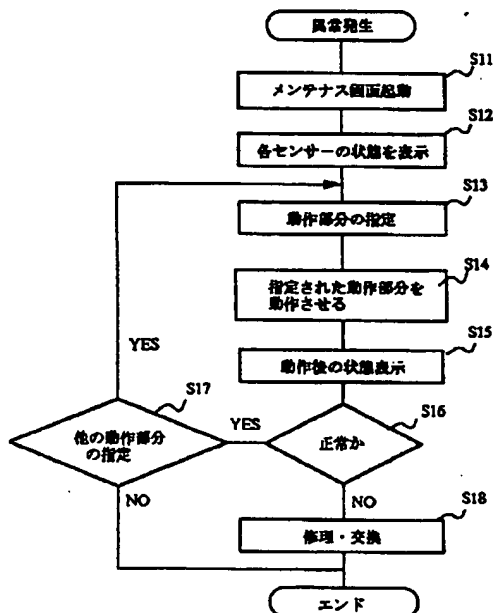 異常発生
S11
メンテナス画面起動
S12
各センサーの状態を表示
S13
動作部分の指定
S14
指定された動作部分を
動作させる
S15
動作後の状態表示
YES
S17
他の動作部分
の指定
YES
S16
正常か
NO
NO
S18
修理・交換
エンド